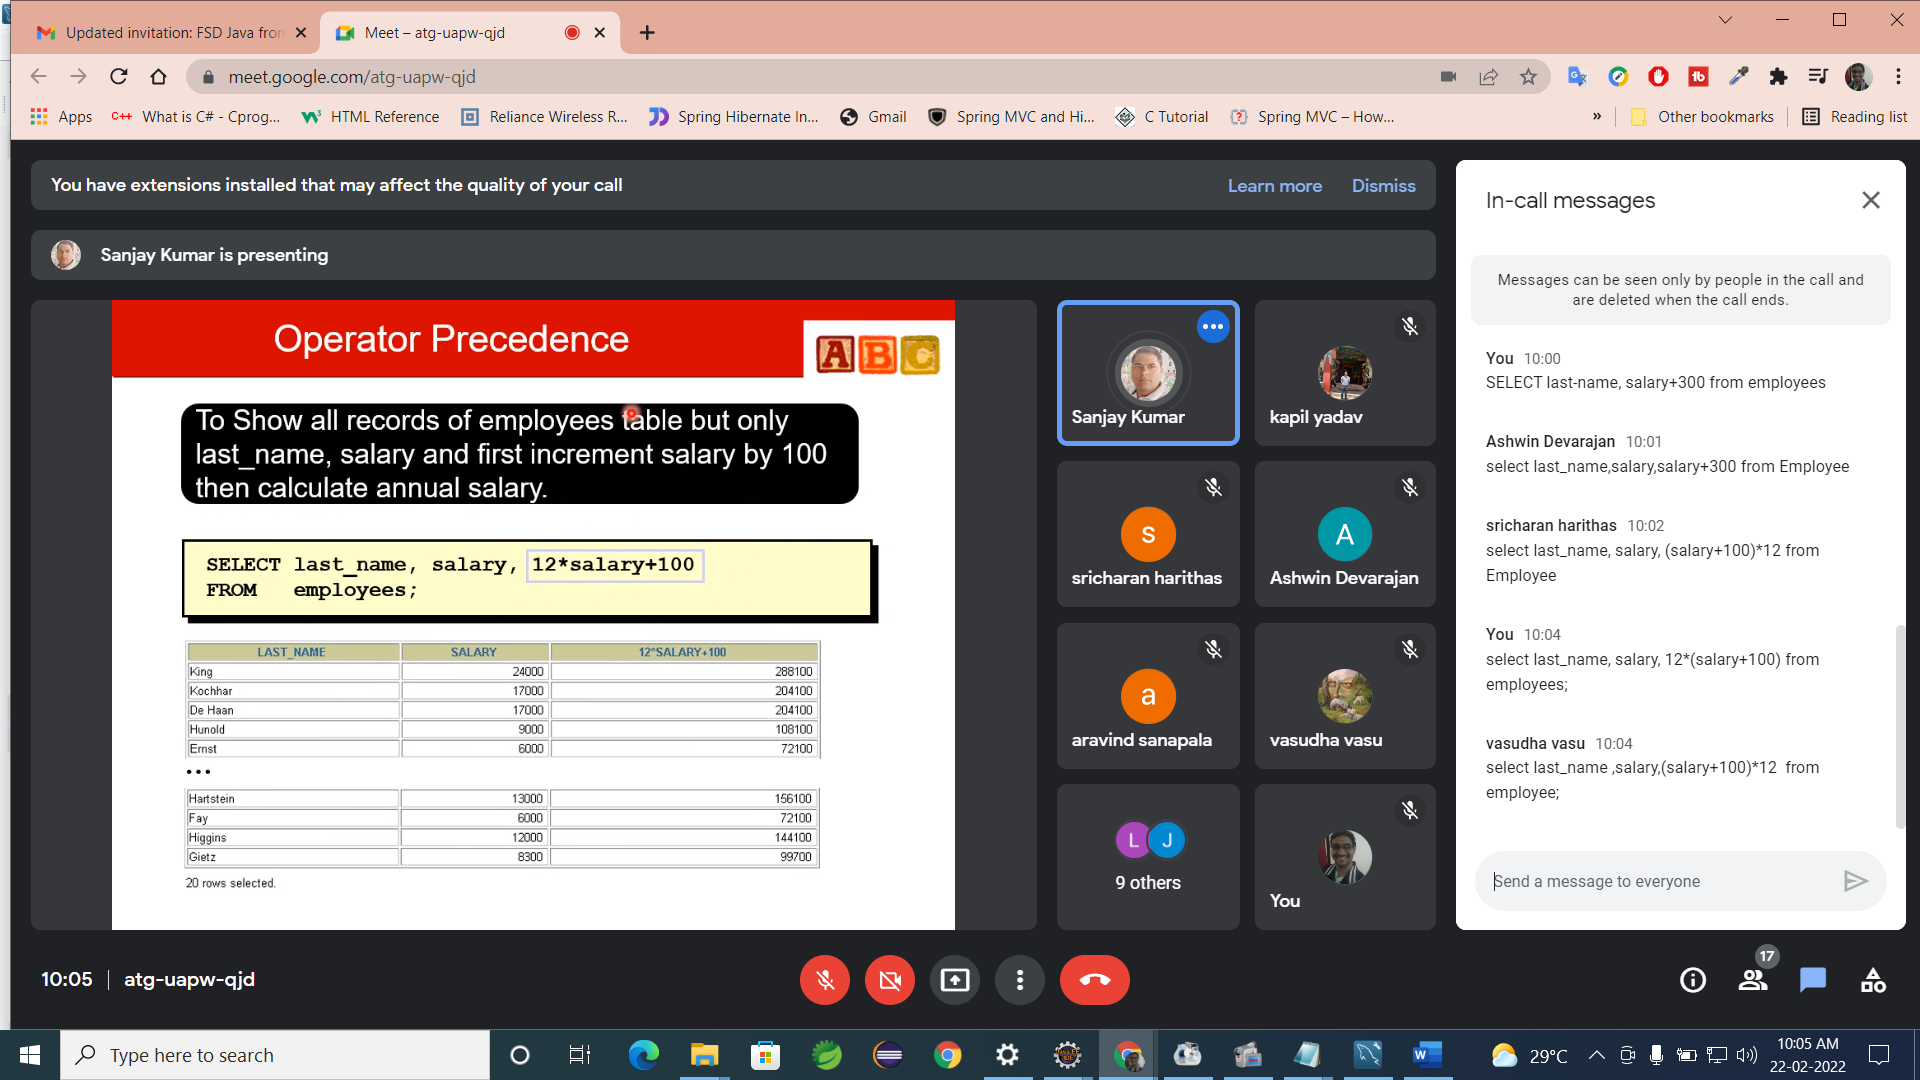 Updated invitation: FSD Java fron
Meet – atg-uapw-qjd
meet.google.com/atg-uapw-qjd
Apps
C++ What is C# - Cprog...
HTML Reference
Reliance Wireless R...
Spring Hibernate In...
Gmail
Spring MVC and Hi...
C Tutorial
Spring MVC – How...
»
Other bookmarks
Reading list
You have extensions installed that may affect the quality of your call
Learn more
Dismiss
Sanjay Kumar is presenting
Operator Precedence
A B C
To Show all records of employees table but only
last_name, salary and first increment salary by 100
then calculate annual salary.
SELECT last_name, salary, 12*salary+100
FROM employees;
LAST_NAME SALARY 12*SALARY+100
King 24000 288100
Kochhar 17000 204100
De Haan 17000 204100
Hunold 9000 108100
Ernst 6000 72100
...
Hartstein 13000 156100
Fay 6000 72100
Higgins 12000 144100
Gietz 8300 99700
20 rows selected.
Sanjay Kumar
kapil yadav
s
sricharan harithas
A
Ashwin Devarajan
a
aravind sanapala
vasudha vasu
L J
9 others
You
In-call messages
Messages can be seen only by people in the call and
are deleted when the call ends.
You 10:00
SELECT last-name, salary+300 from employees
Ashwin Devarajan 10:01
select last_name,salary,salary+300 from Employee
sricharan harithas 10:02
select last_name, salary, (salary+100)*12 from
Employee
You 10:04
select last_name, salary, 12*(salary+100) from
employees;
vasudha vasu 10:04
select last_name ,salary,(salary+100)*12 from
employee;
Send a message to everyone
10:05 | atg-uapw-qjd
17
Type here to search
29°C
10:05 AM
22-02-2022